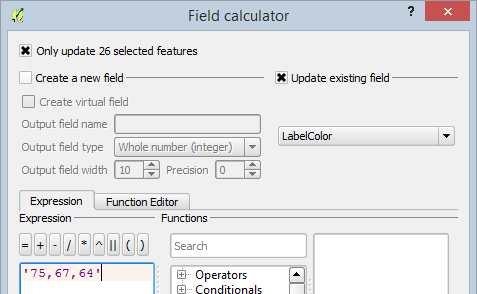 Field calculator
? ×
Only update 26 selected features
Create a new field
Update existing field
Create virtual field
Output field name
LabelColor
Output field type Whole number (integer)
Output field width 10 Precision 0
Expression Function Editor
Expression Functions
= + - / * ^ || ( ) Search
'75,67,64' Operators
Conditionals